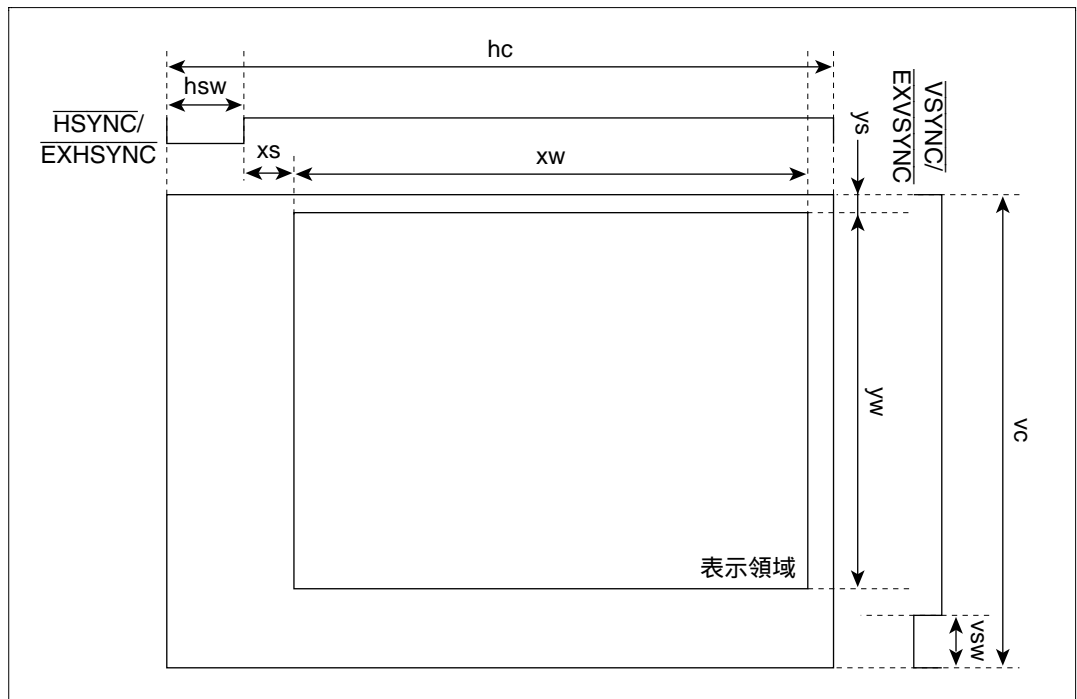 hc
hsw
HSYNC/
EXHSYNC
xs
xw
ys
VSYNC/
EXVSYNC
yw
vc
表示領域
vsw